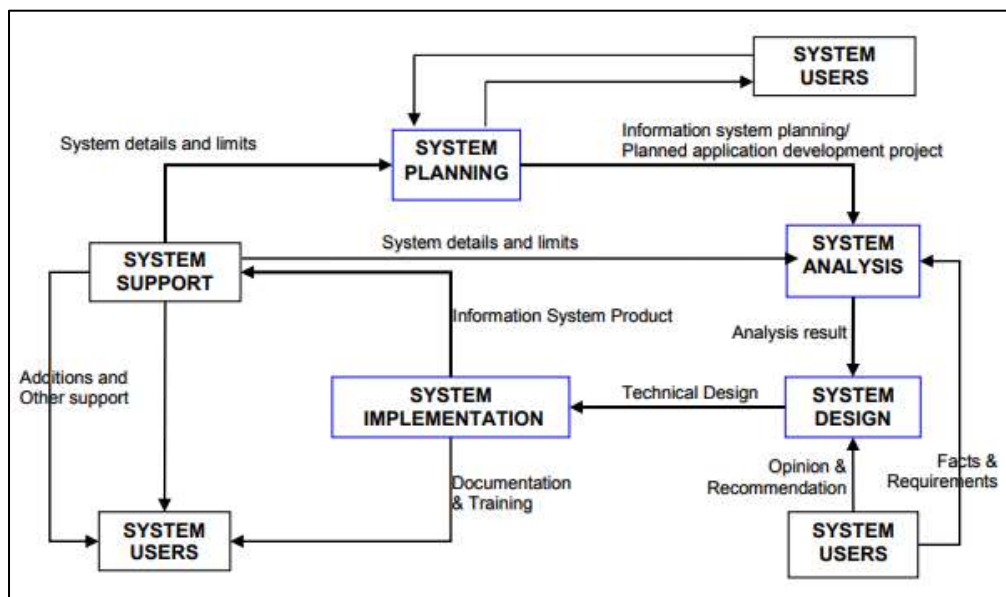 SYSTEM
USERS
System details and limits
SYSTEM
PLANNING
Information system planning/
Planned application development project
SYSTEM
SUPPORT
System details and limits
SYSTEM
ANALYSIS
Information System Product
Analysis result
Additions and
Other support
SYSTEM
IMPLEMENTATION
Technical Design
SYSTEM
DESIGN
Documentation
& Training
Opinion &
Recommendation
Facts &
Requirements
SYSTEM
USERS
SYSTEM
USERS